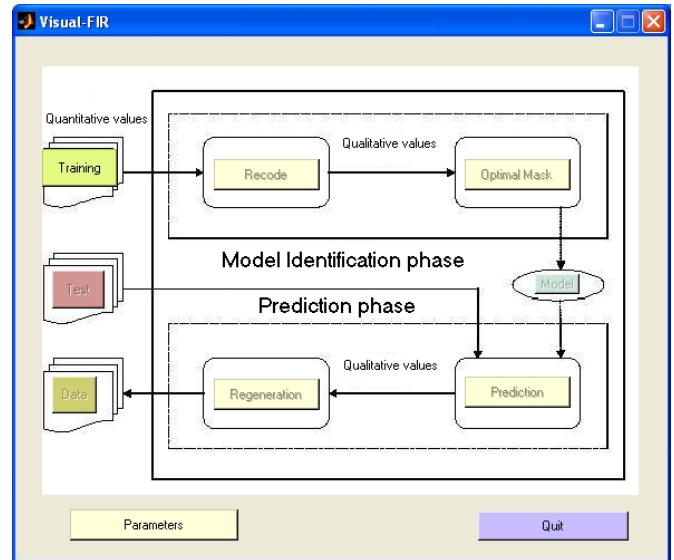 Visual-FIR
Quantitative values
Training
Recode
Qualitative values
Optimal Mask
Model Identification phase
Test
Model
Prediction phase
Data
Regeneration
Qualitative values
Prediction
Parameters
Quit